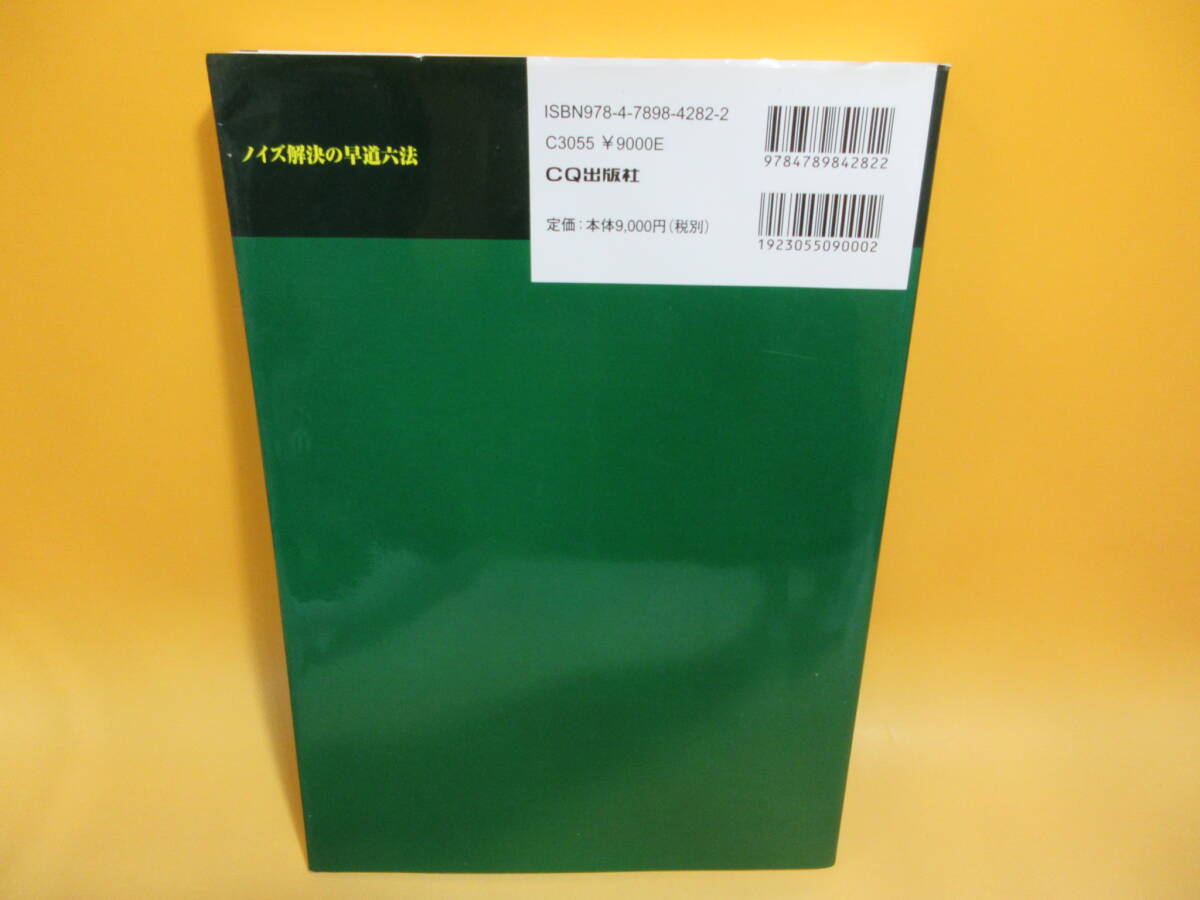 ノイズ解決の早道六法
ISBN978-4-7898-4282-2
C3055 ¥9000E
CQ出版社
定価：本体9,000円（税別）
9784789842822
1923055090002